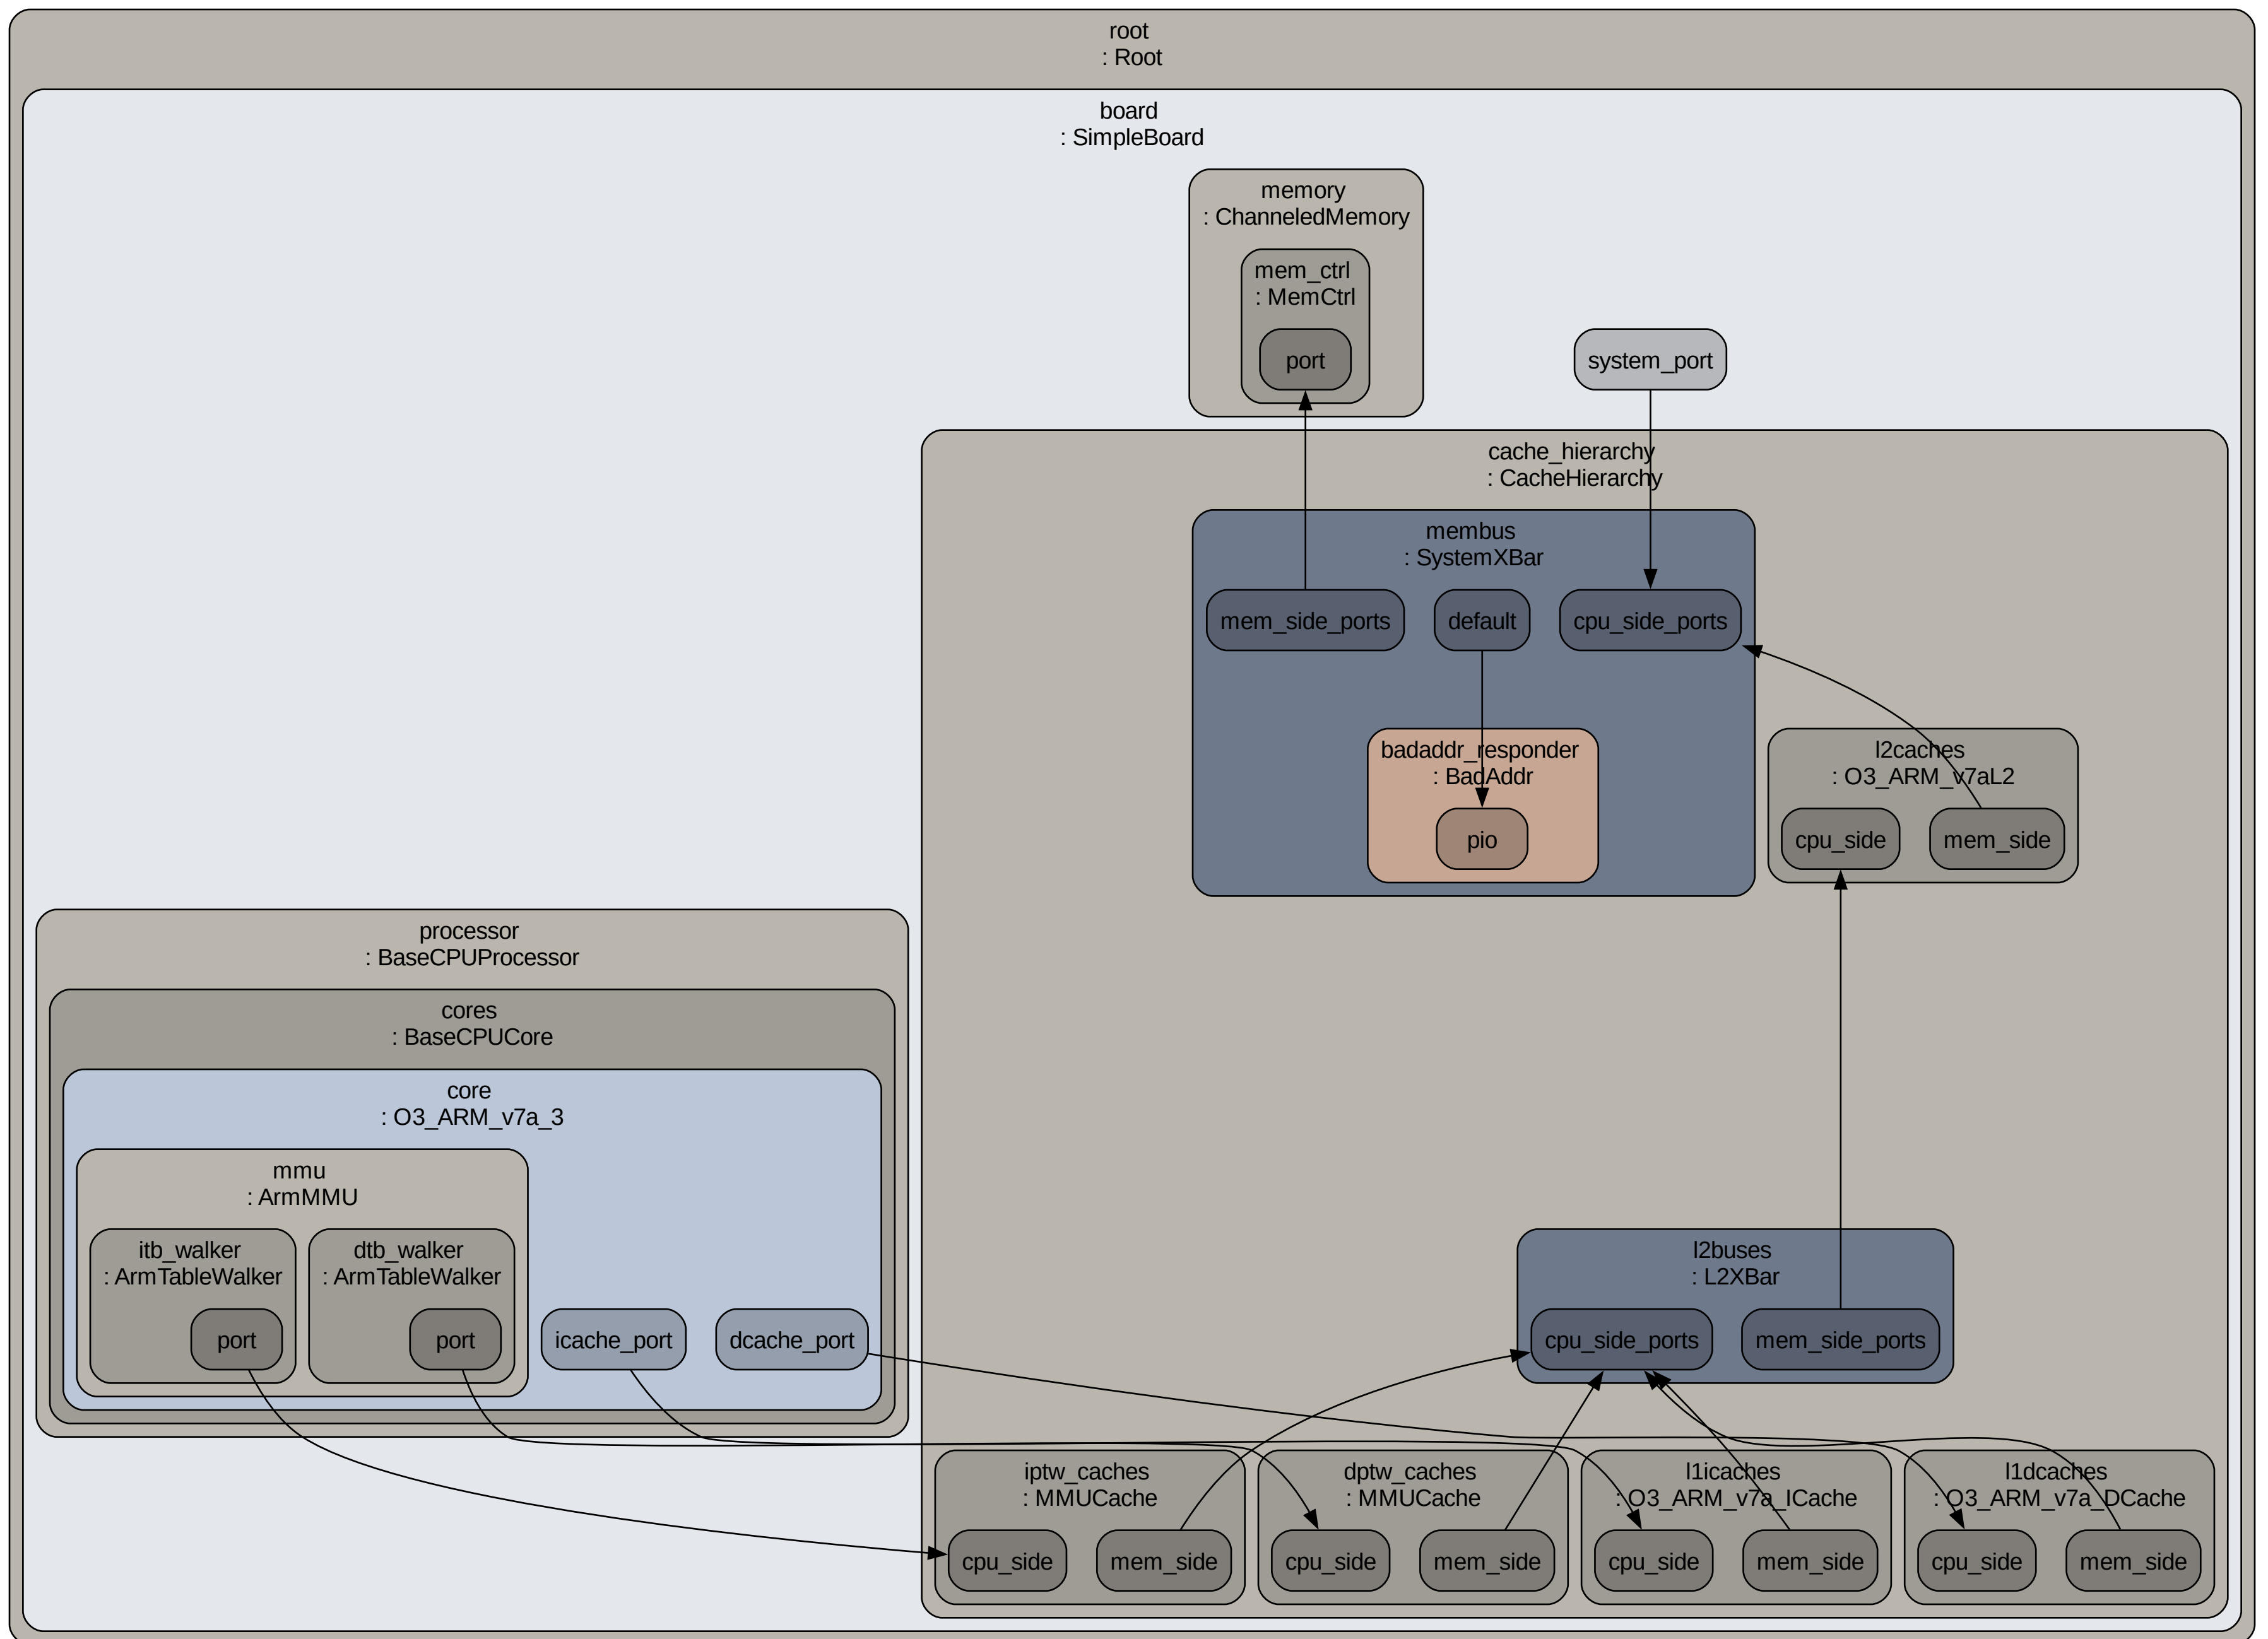 root
: Root
board
: SimpleBoard
memory
: ChanneledMemory
mem_ctrl
: MemCtrl
port
system_port
cache_hierarchy
: CacheHierarchy
membus
: SystemXBar
mem_side_ports
default
cpu_side_ports
badaddr_responder
: BadAddr
pio
l2caches
: O3_ARM_v7aL2
cpu_side
mem_side
processor
: BaseCPUProcessor
cores
: BaseCPUCore
core
: O3_ARM_v7a_3
mmu
: ArmMMU
itb_walker
: ArmTableWalker
port
dtb_walker
: ArmTableWalker
port
icache_port
dcache_port
l2buses
: L2XBar
cpu_side_ports
mem_side_ports
iptw_caches
: MMUCache
cpu_side
mem_side
dptw_caches
: MMUCache
cpu_side
mem_side
l1icaches
: O3_ARM_v7a_ICache
cpu_side
mem_side
l1dcaches
: O3_ARM_v7a_DCache
cpu_side
mem_side